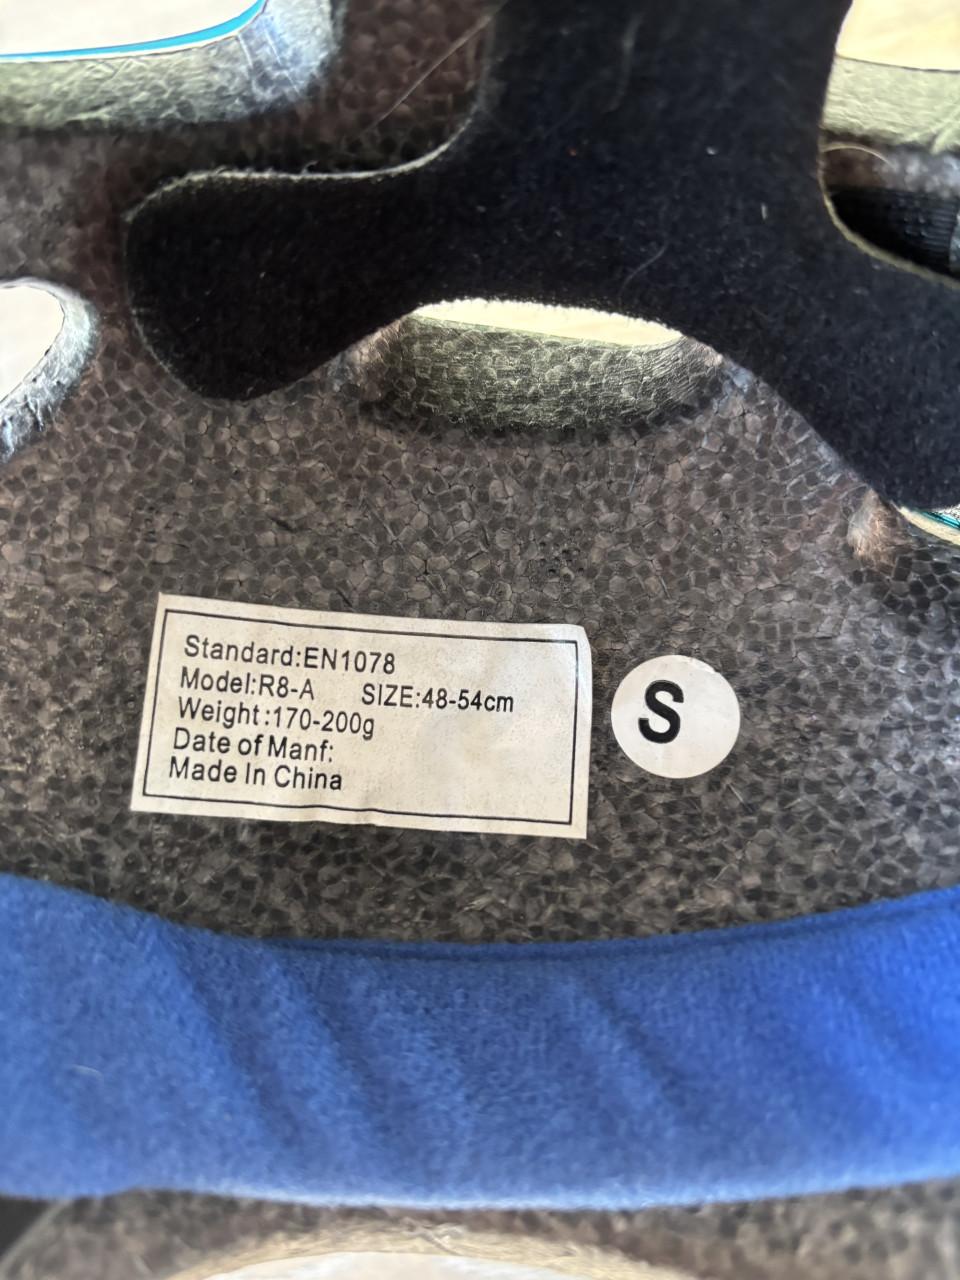 Standard:EN1078
Model:R8-A SIZE:48-54cm
Weight:170-200g
Date of Manf:
Made In China
S